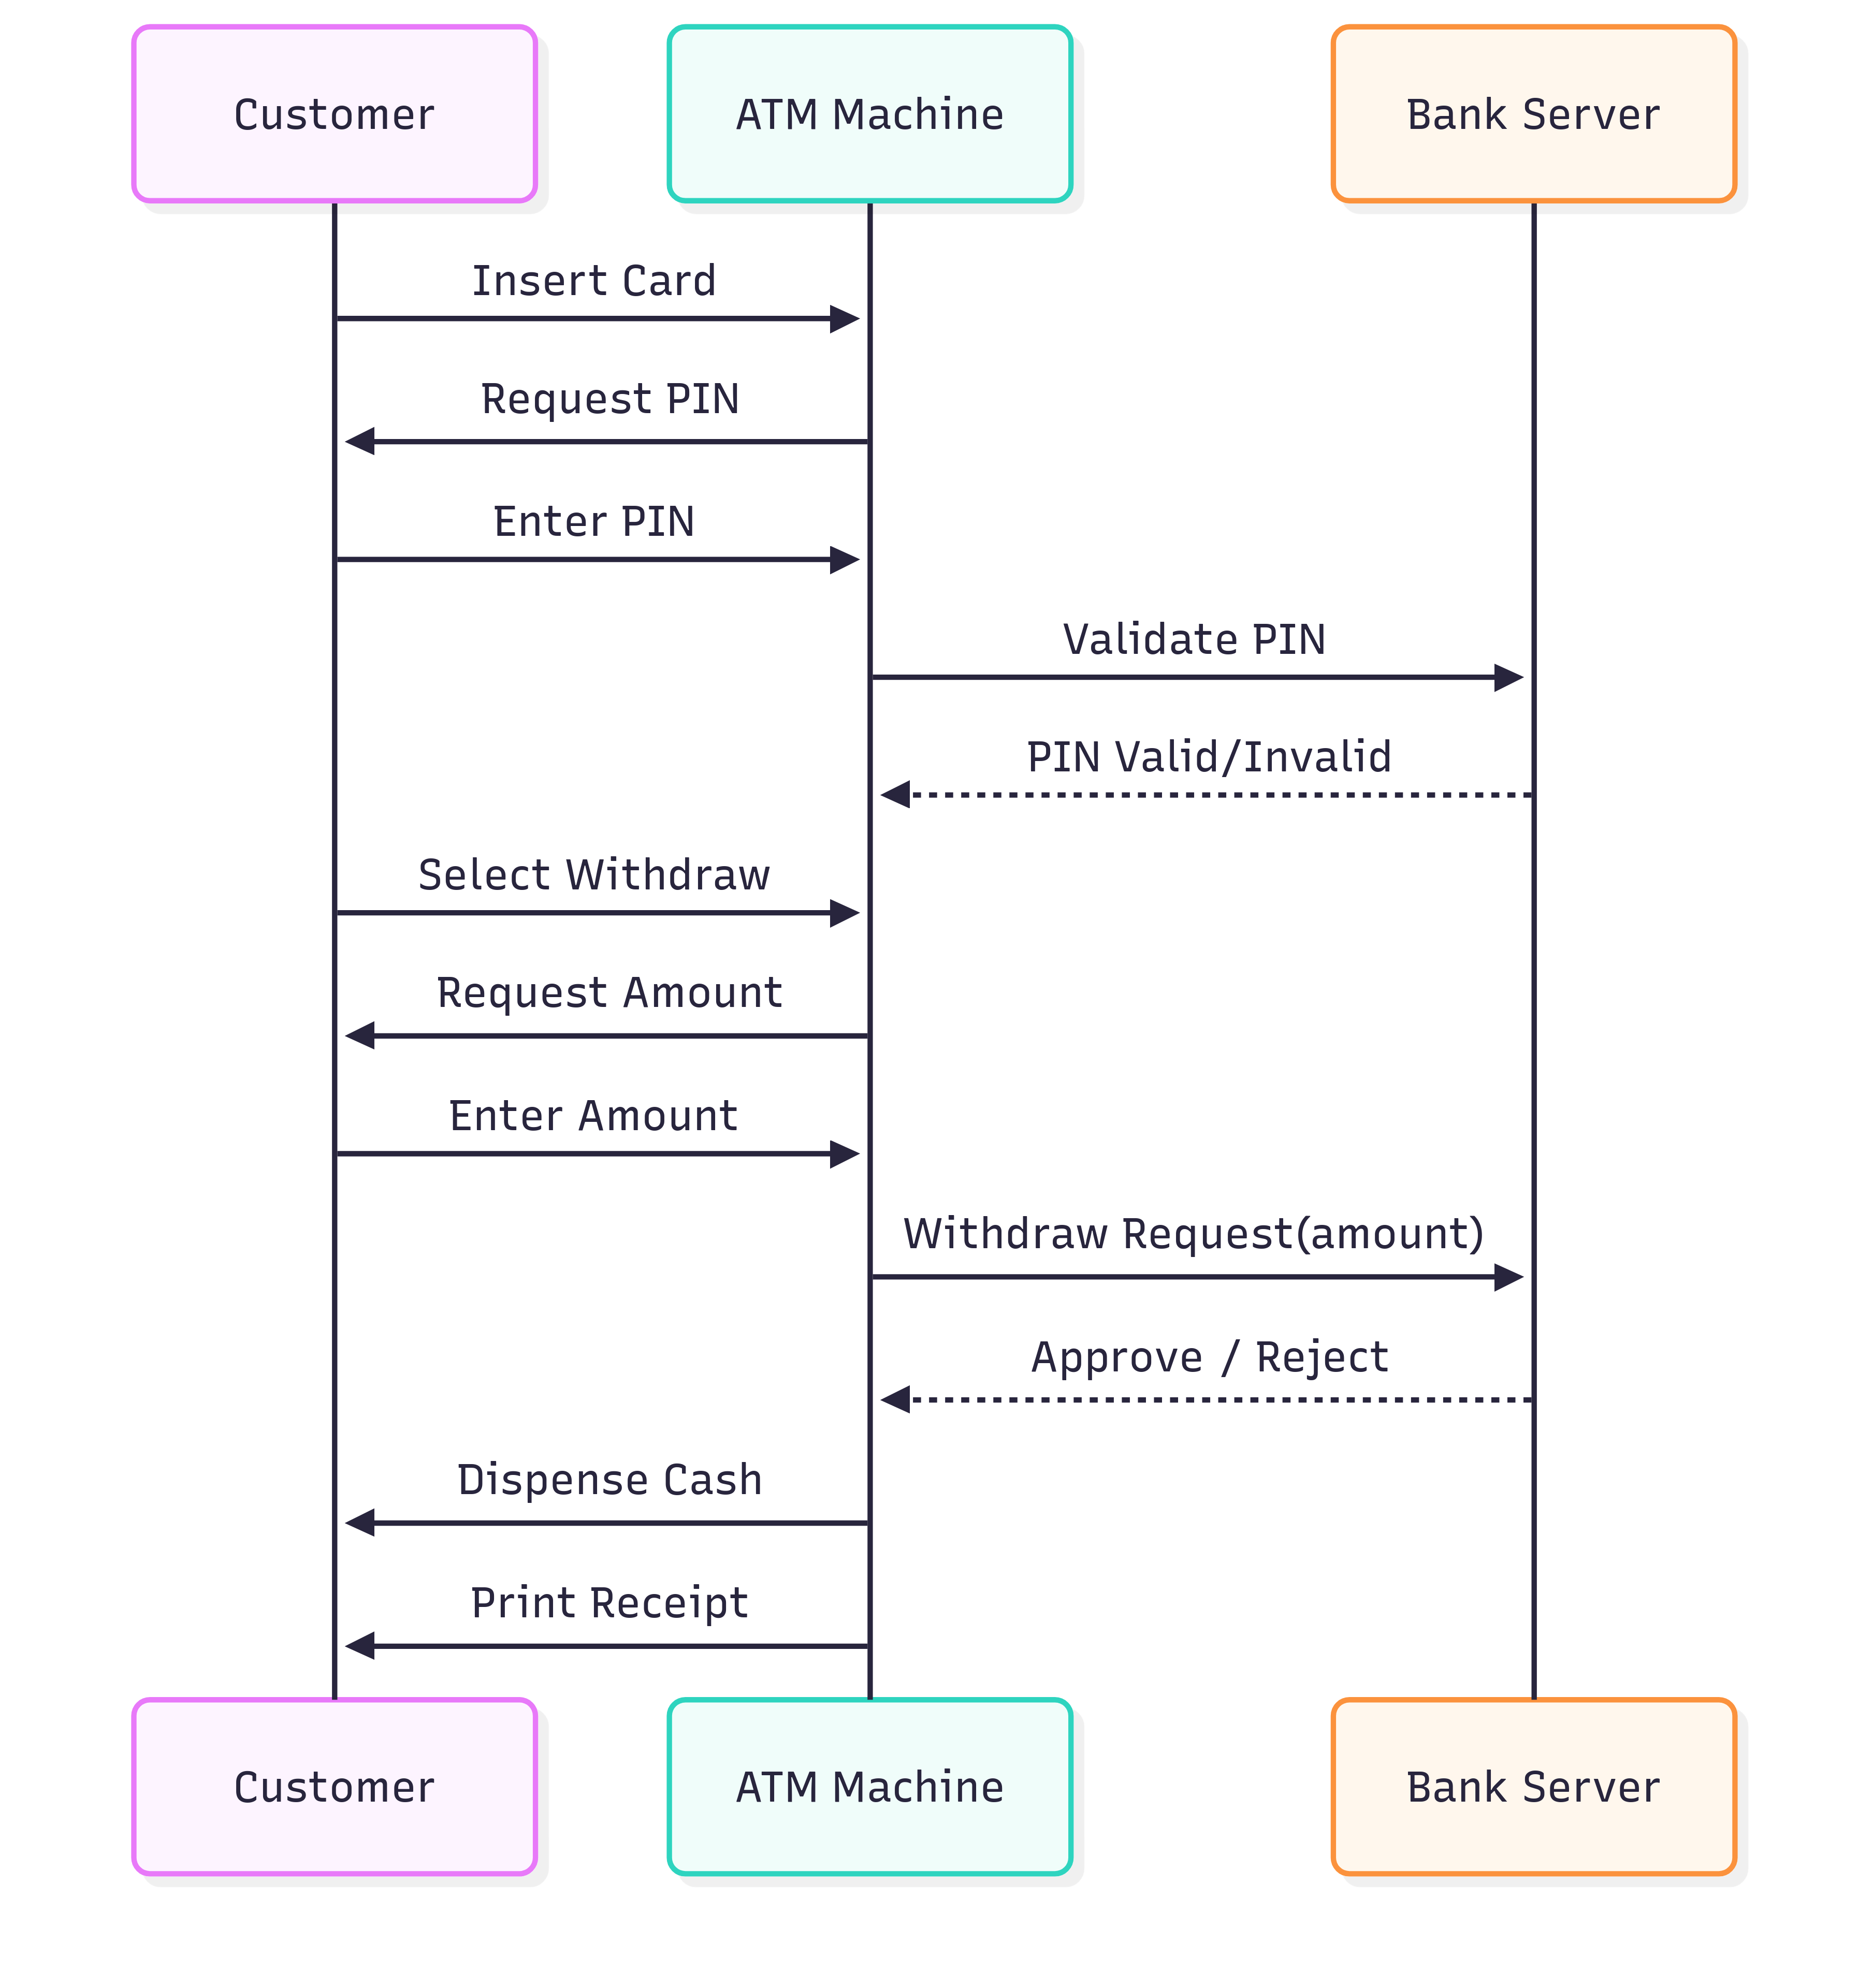 Customer
ATM Machine
Bank Server
Insert Card
Request PIN
Enter PIN
Validate PIN
PIN Valid/Invalid
Select Withdraw
Request Amount
Enter Amount
Withdraw Request(amount)
Approve / Reject
Dispense Cash
Print Receipt
Customer
ATM Machine
Bank Server